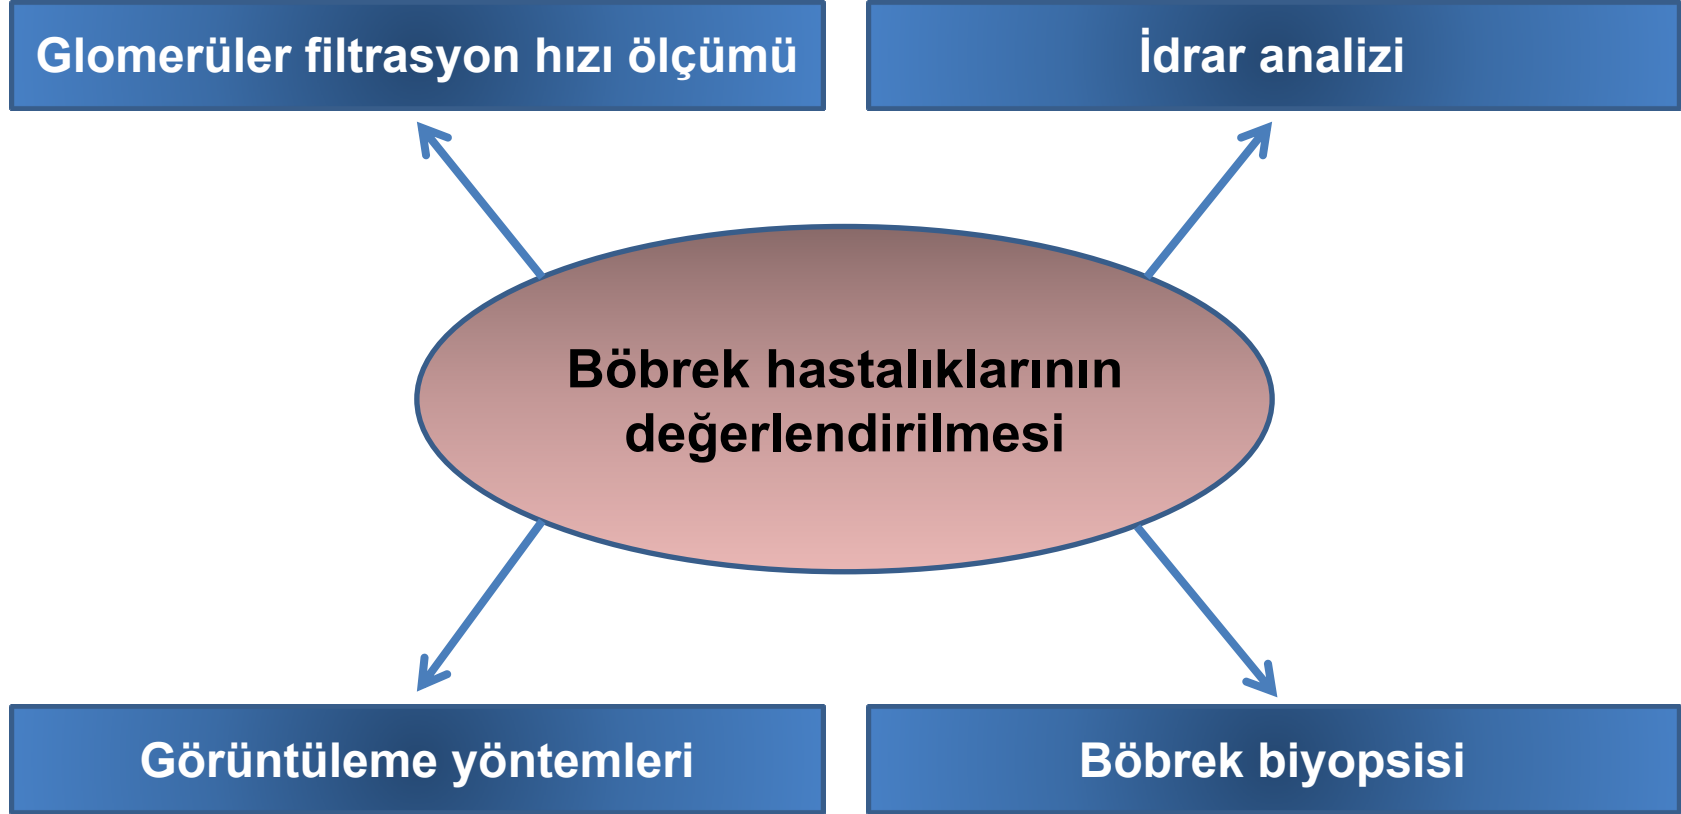 Glomerüler filtrasyon hızı ölçümü
İdrar analizi
Böbrek hastalıklarının
değerlendirilmesi
Görüntüleme yöntemleri
Böbrek biyopsisi